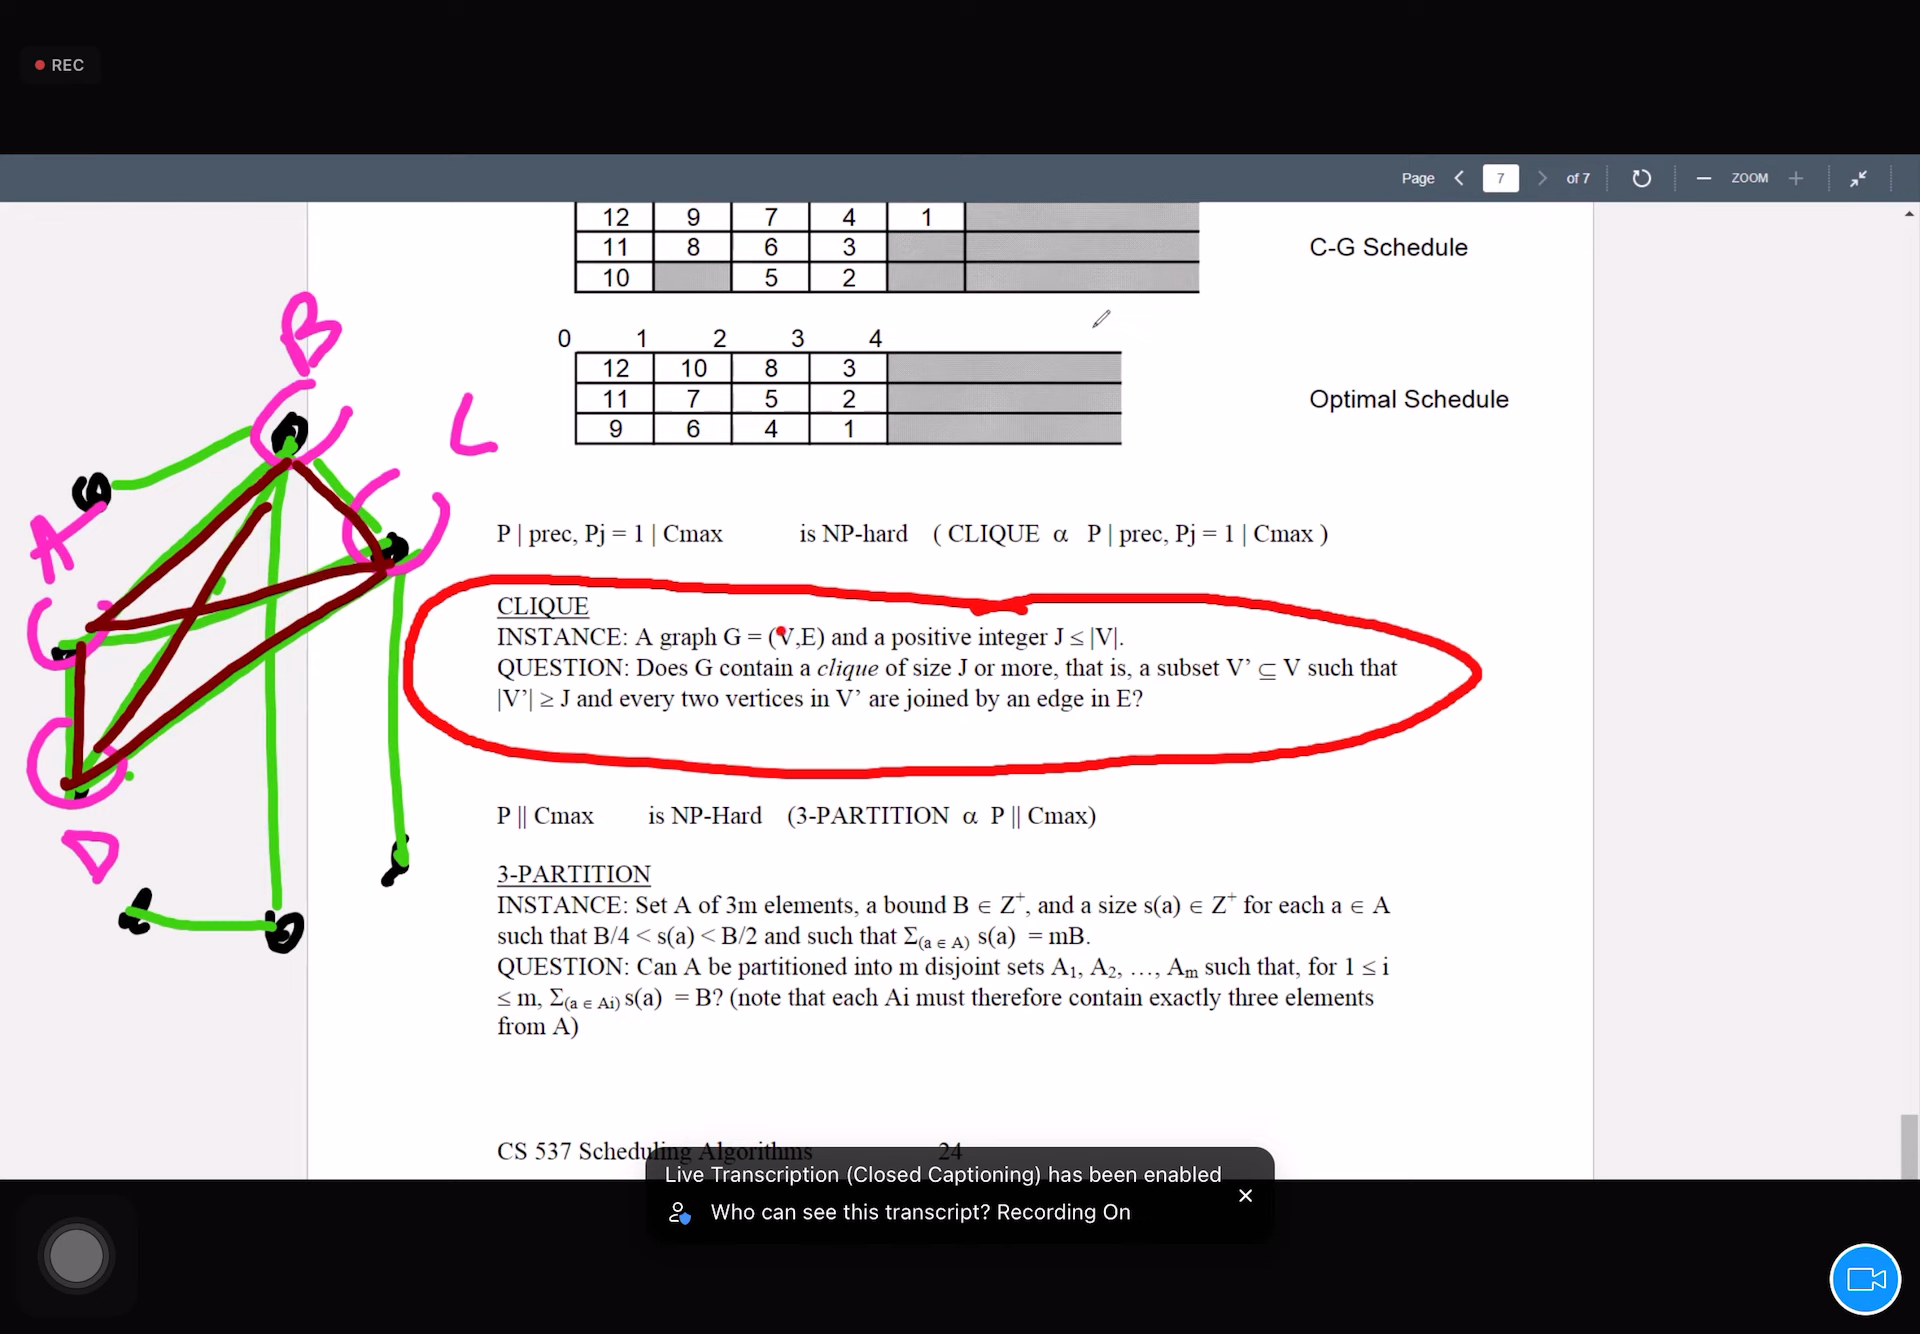 REC
Page 7 of 7 ZOOM
12 9 7 4 1
11 8 6 3
10 5 2
C-G Schedule
0 1 2 3 4
12 10 8 3
11 7 5 2
9 6 4 1
Optimal Schedule
B
C
A
D
P | prec, Pj = 1 | Cmax is NP-hard ( CLIQUE α P | prec, Pj = 1 | Cmax )
CLIQUE
INSTANCE: A graph G = (V,E) and a positive integer J ≤ |V|.
QUESTION: Does G contain a clique of size J or more, that is, a subset V’ ⊆ V such that
|V’| ≥ J and every two vertices in V’ are joined by an edge in E?
P || Cmax is NP-Hard (3-PARTITION α P || Cmax)
3-PARTITION
INSTANCE: Set A of 3m elements, a bound B ∈ Z⁺, and a size s(a) ∈ Z⁺ for each a ∈ A
such that B/4 < s(a) < B/2 and such that Σ(a ∈ A) s(a) = mB.
QUESTION: Can A be partitioned into m disjoint sets A₁, A₂, …, Aₘ such that, for 1 ≤ i
≤ m, Σ(a ∈ Ai) s(a) = B? (note that each Ai must therefore contain exactly three elements
from A)
CS 537 Scheduling Algorithms 24
Live Transcription (Closed Captioning) has been enabled
Who can see this transcript? Recording On